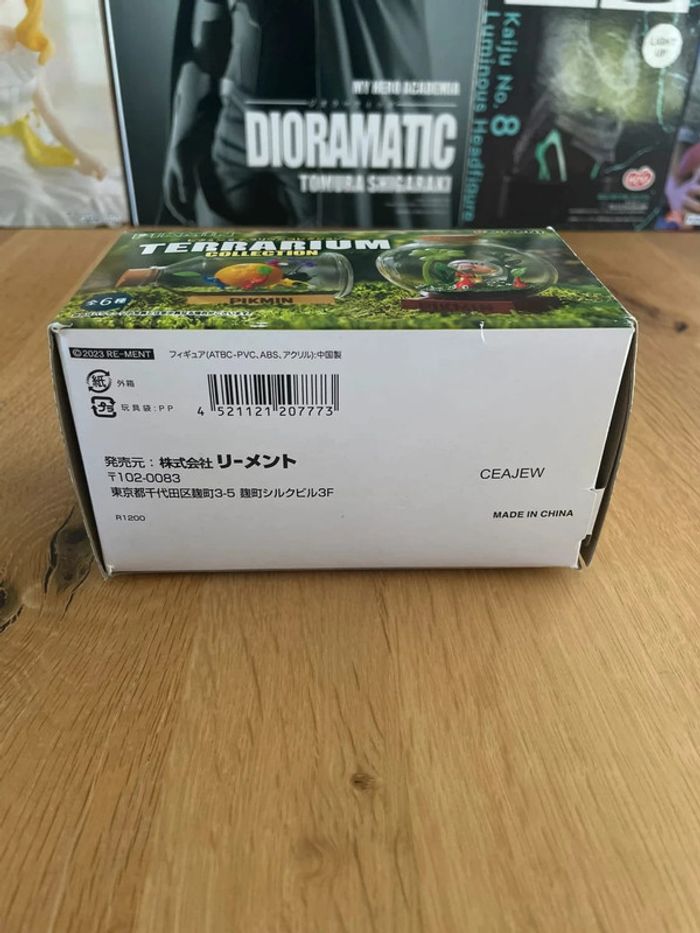 MY HERO ACADEMIA
DIORAMATIC
TOMURA SHIGARAKI
Kaiju No. 8
Luminous Headfigure
LIGHT UP!
TERRARIUM
COLLECTION
全6種
PIKMIN
©2023 RE-MENT
フィギュア(ATBC-PVC、ABS、アクリル):中国製
紙 外箱
プラ 玩具袋:PP
4 521121 207773
発売元:株式会社 リーメント
〒102-0083
東京都千代田区麹町3-5 麹町シルクビル3F
R1200
CEAJEW
MADE IN CHINA